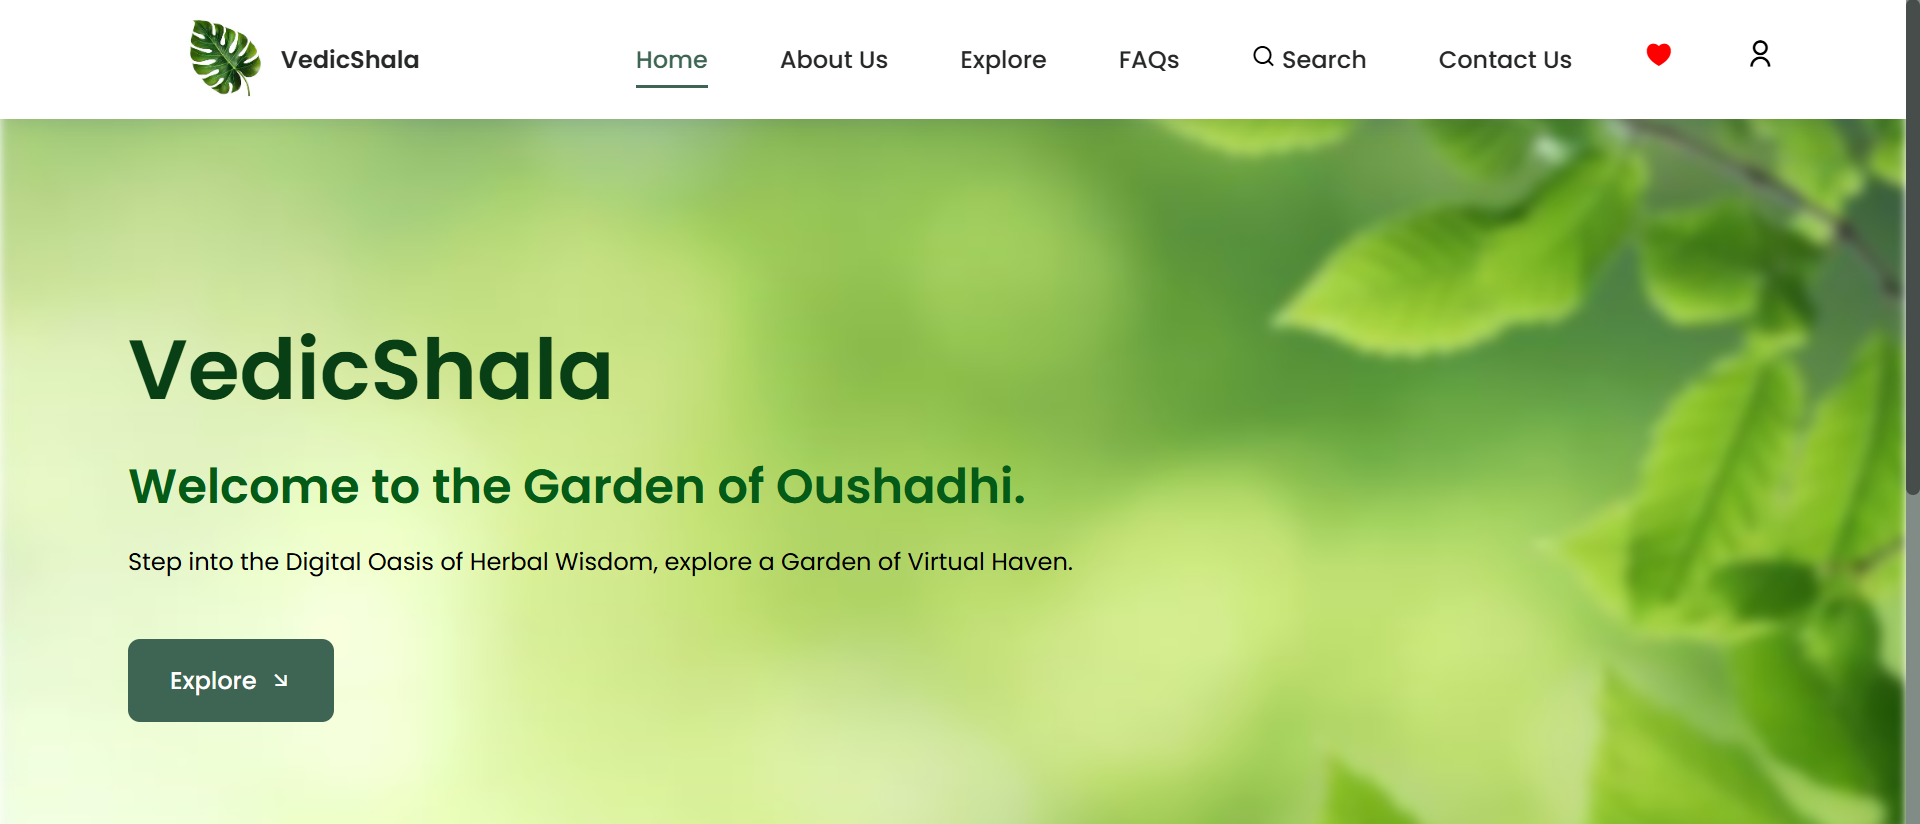 VedicShala
Home About Us Explore FAQs Search Contact Us
VedicShala
Welcome to the Garden of Oushadhi.
Step into the Digital Oasis of Herbal Wisdom, explore a Garden of Virtual Haven.
Explore